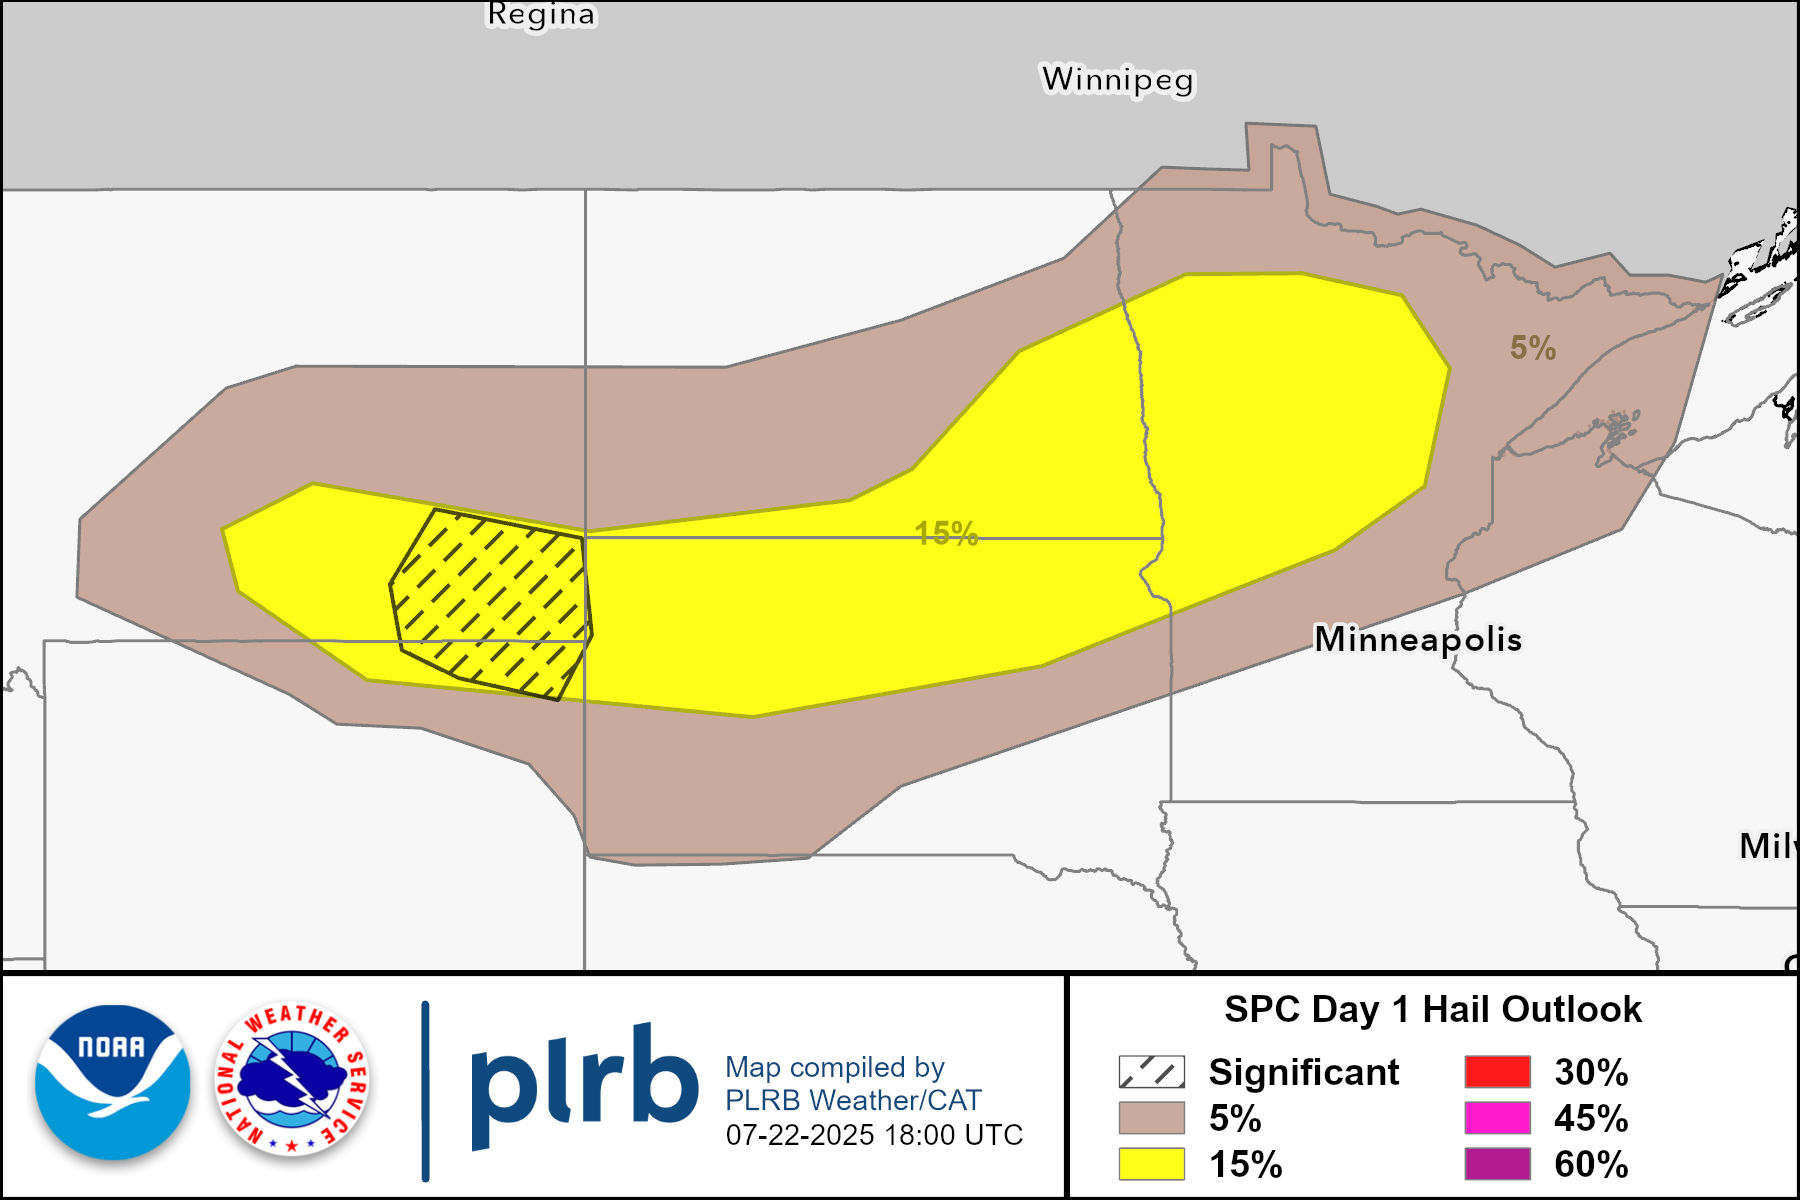 Regina
Winnipeg
5%
15%
Minneapolis
Milv
NOAA
NATIONAL WEATHER SERVICE
plrb
Map compiled by
PLRB Weather/CAT
07-22-2025 18:00 UTC
SPC Day 1 Hail Outlook
Significant
5%
15%
30%
45%
60%